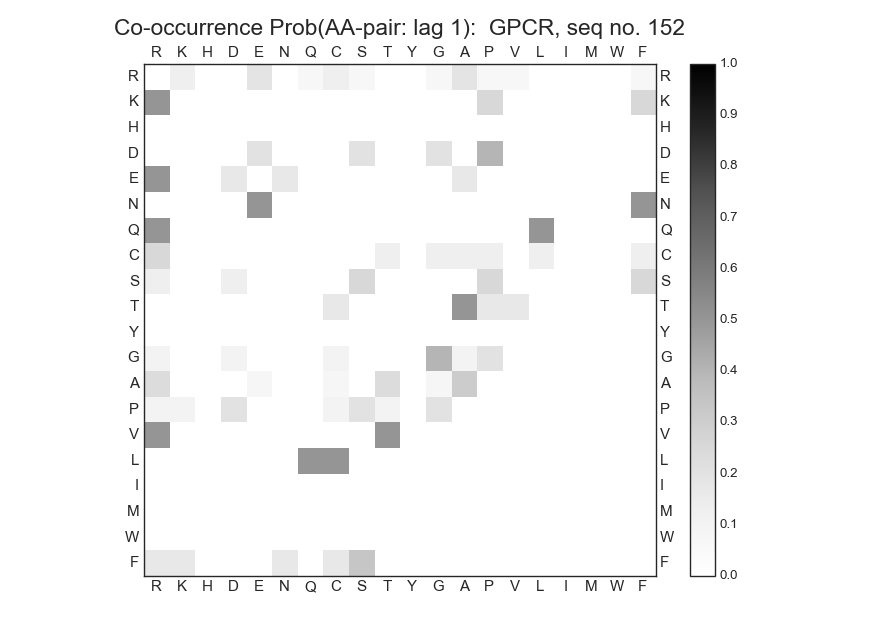 Co-occurrence Prob(AA-pair: lag 1):  GPCR, seq no. 152
R K H D E N Q C S T Y G A P V L I M W F
R R 1.0
K K 0.9
H H
D D 0.8
E E
N N 0.7
Q Q
C C 0.6
S S
T T 0.5
Y Y
G G 0.4
A A
P P 0.3
V V
L L 0.2
I I
M M 0.1
W W
F F 0.0
R K H D E N Q C S T Y G A P V L I M W F